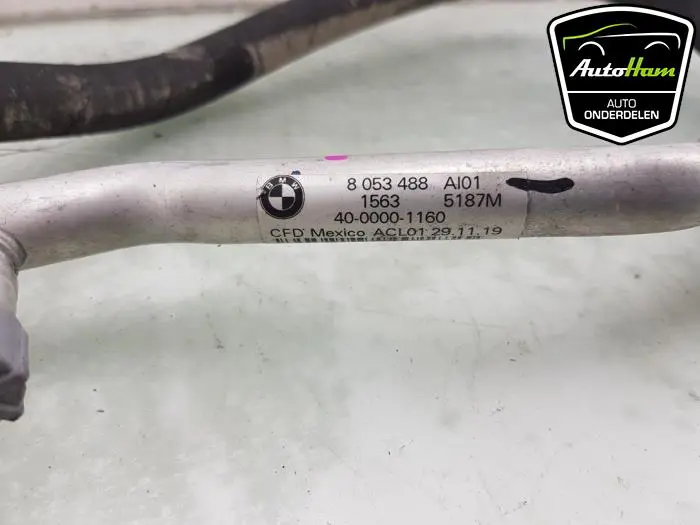 AutoHam
AUTO
ONDERDELEN
BMW
8 053 488 AI01
1563 5187M
40-0000-1160
CFD Mexico ACL01 29.11.19